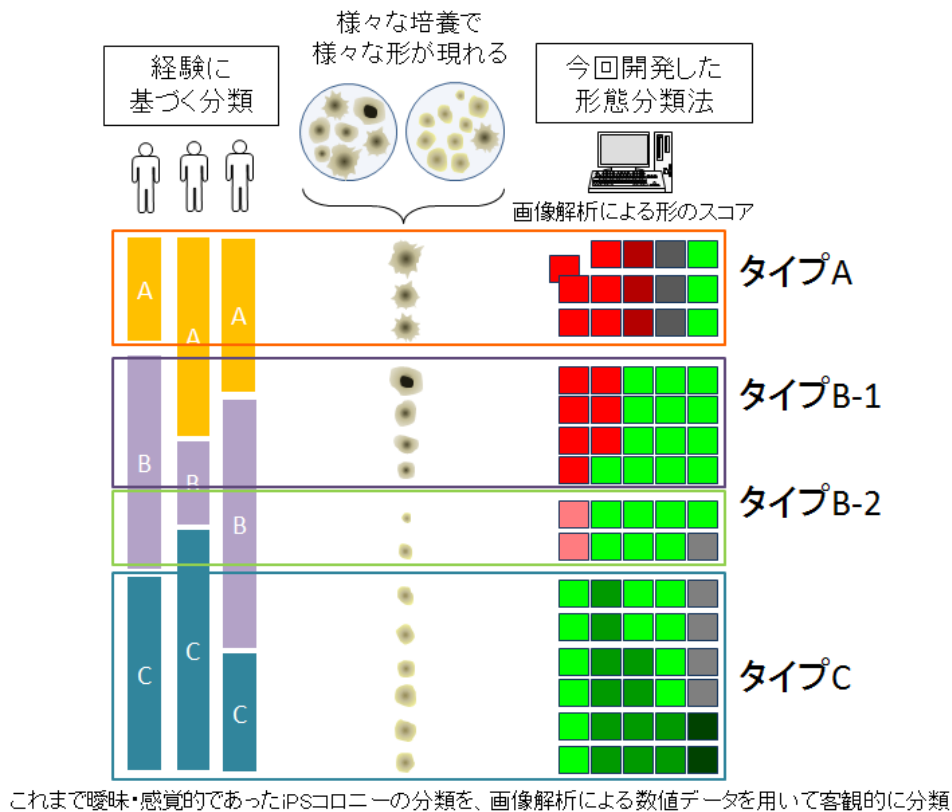 様々な培養で
様々な形が現れる
経験に
基づく分類
今回開発した
形態分類法
画像解析による形のスコア
A
A
A
タイプA
B
B
B
タイプB-1
タイプB-2
C
C
C
タイプC
これまで曖昧・感覚的であったiPSコロニーの分類を、画像解析による数値データを用いて客観的に分類